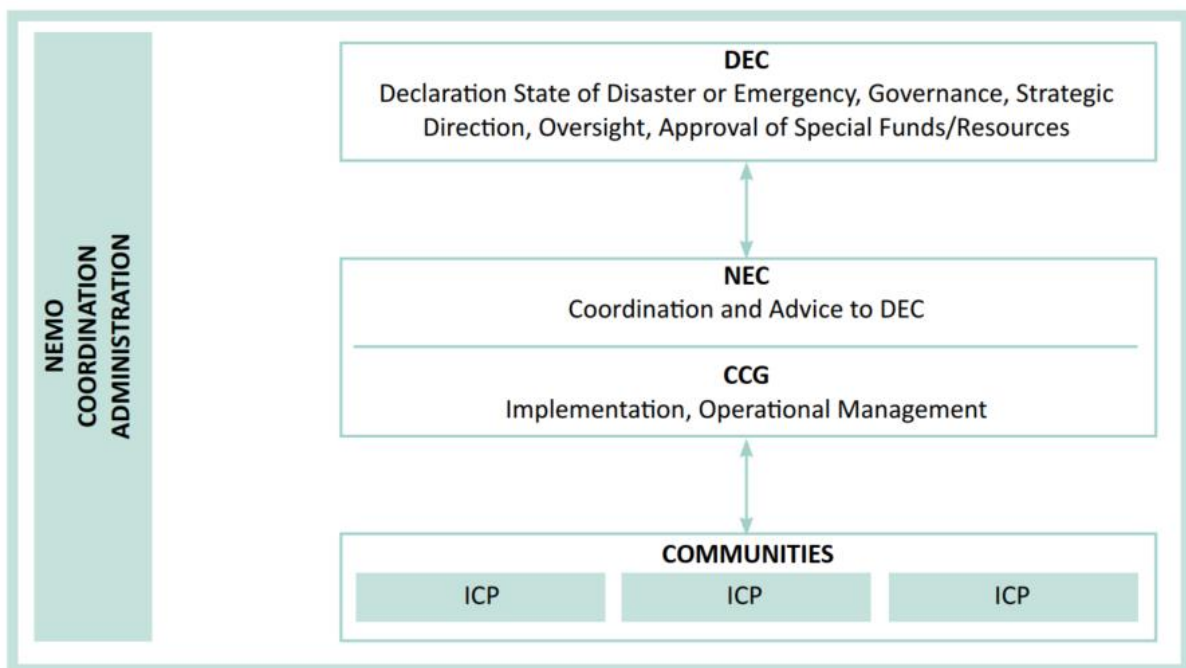 NEMO
COORDINATION
ADMINISTRATION
DEC
Declaration State of Disaster or Emergency, Governance, Strategic
Direction, Oversight, Approval of Special Funds/Resources
NEC
Coordination and Advice to DEC
CCG
Implementation, Operational Management
COMMUNITIES
ICP
ICP
ICP